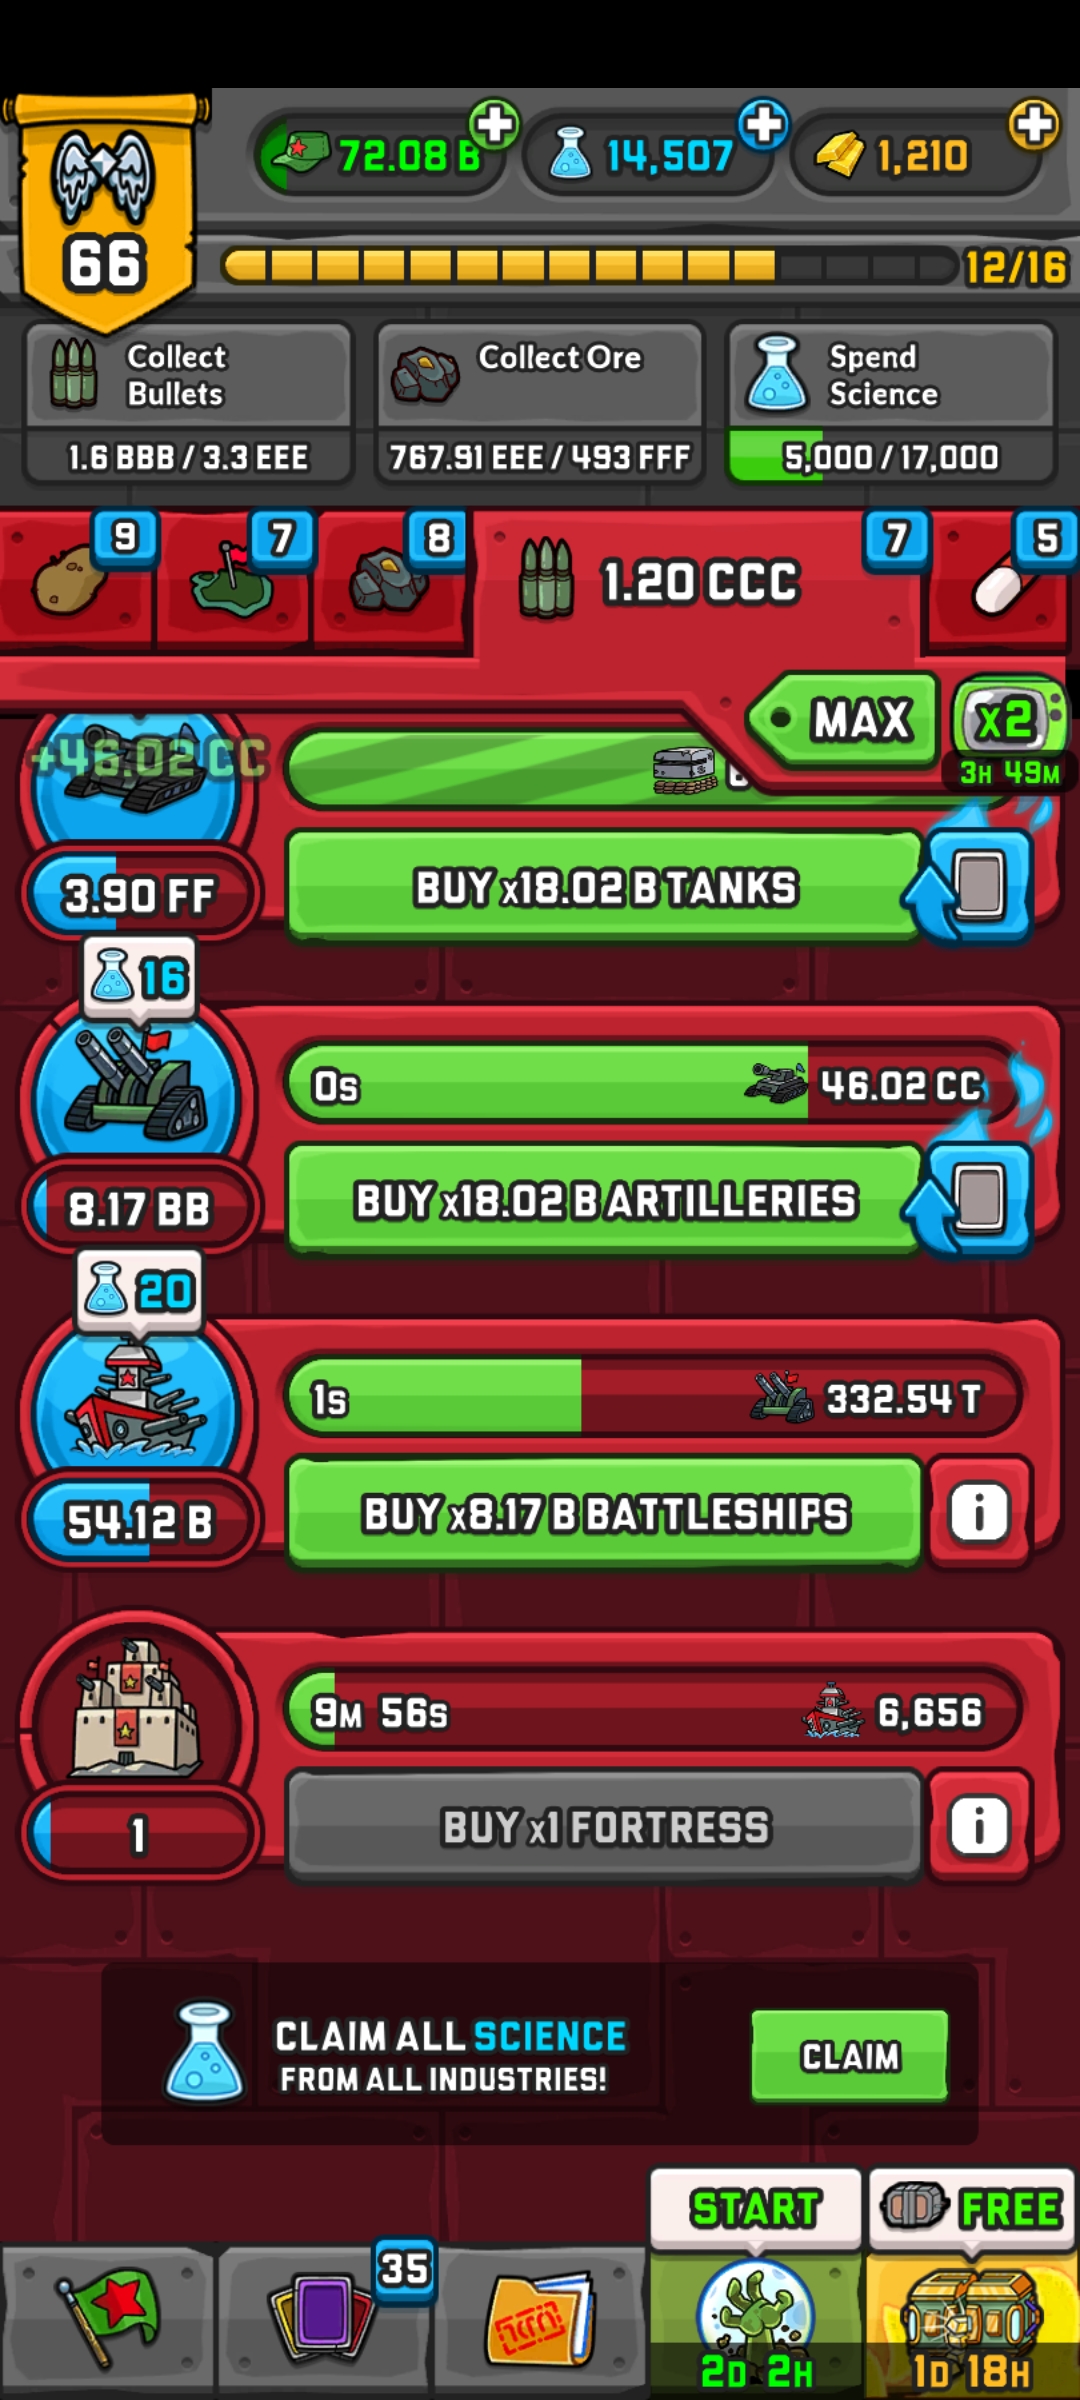 66
72.08 B
14,507
1,210
12/16
Collect
Bullets
1.6 BBB / 3.3 EEE
Collect Ore
767.91 EEE / 493 FFF
Spend
Science
5,000 / 17,000
9
7
8
1.20 CCC
7
5
MAX
x2
3H 49M
+46.02 CC
3.90 FF
BUY x18.02 B TANKS
16
0s
46.02 CC
8.17 BB
BUY x18.02 B ARTILLERIES
20
1s
332.54 T
54.12 B
BUY x8.17 B BATTLESHIPS
i
9M 56s
6,656
1
BUY x1 FORTRESS
i
CLAIM ALL SCIENCE
FROM ALL INDUSTRIES!
CLAIM
START
FREE
35
2D 2H
1D 18H